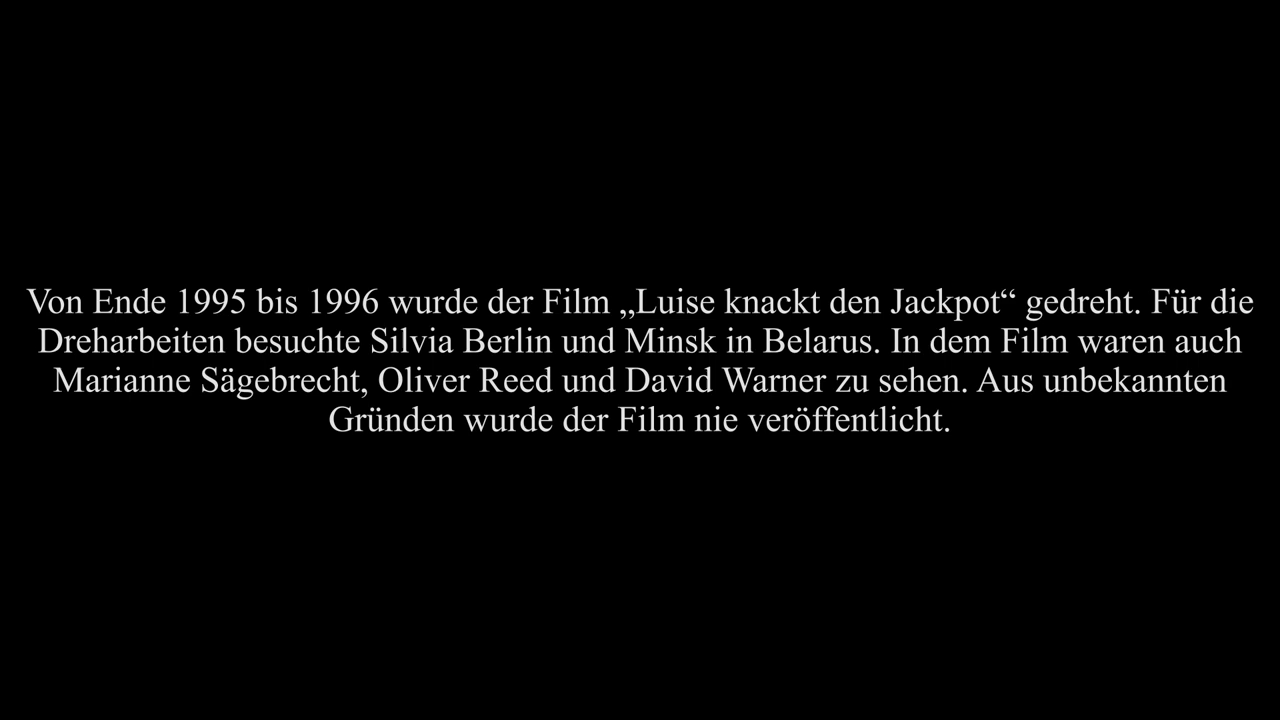 Von Ende 1995 bis 1996 wurde der Film „Luise knackt den Jackpot“ gedreht. Für die
Dreharbeiten besuchte Silvia Berlin und Minsk in Belarus. In dem Film waren auch
Marianne Sägebrecht, Oliver Reed und David Warner zu sehen. Aus unbekannten
Gründen wurde der Film nie veröffentlicht.